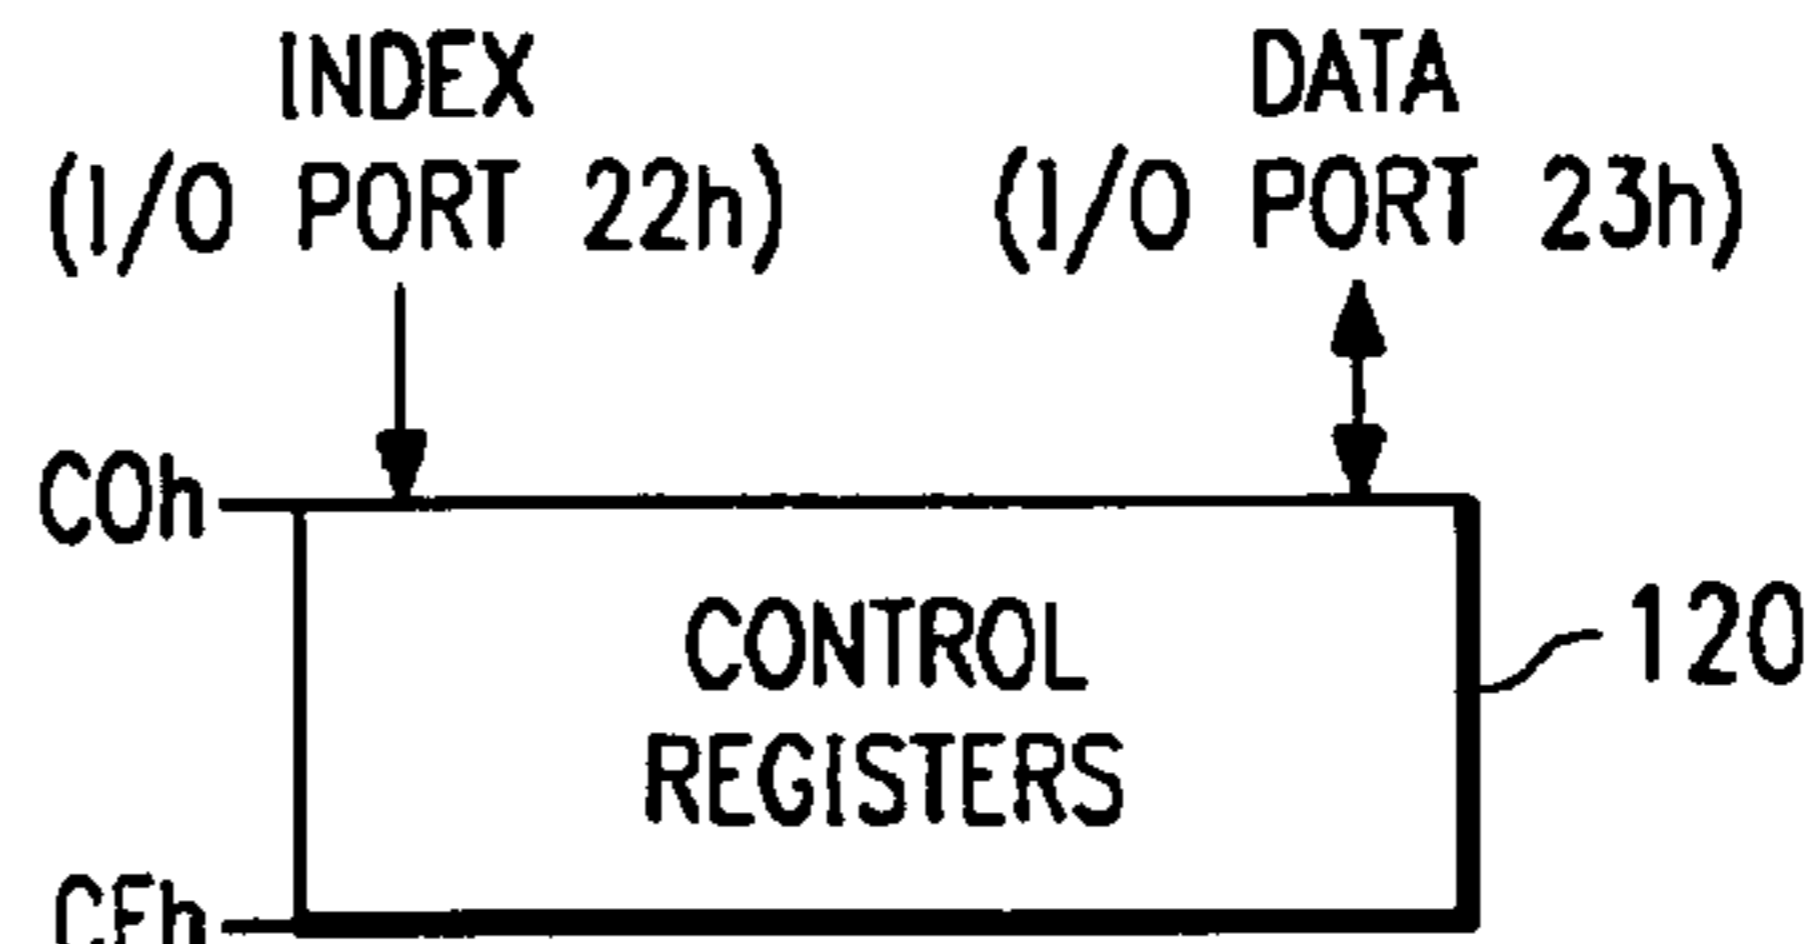 INDEX DATA
(I/O PORT 22h) (I/O PORT 23h)
C0h
CONTROL 120
REGISTERS